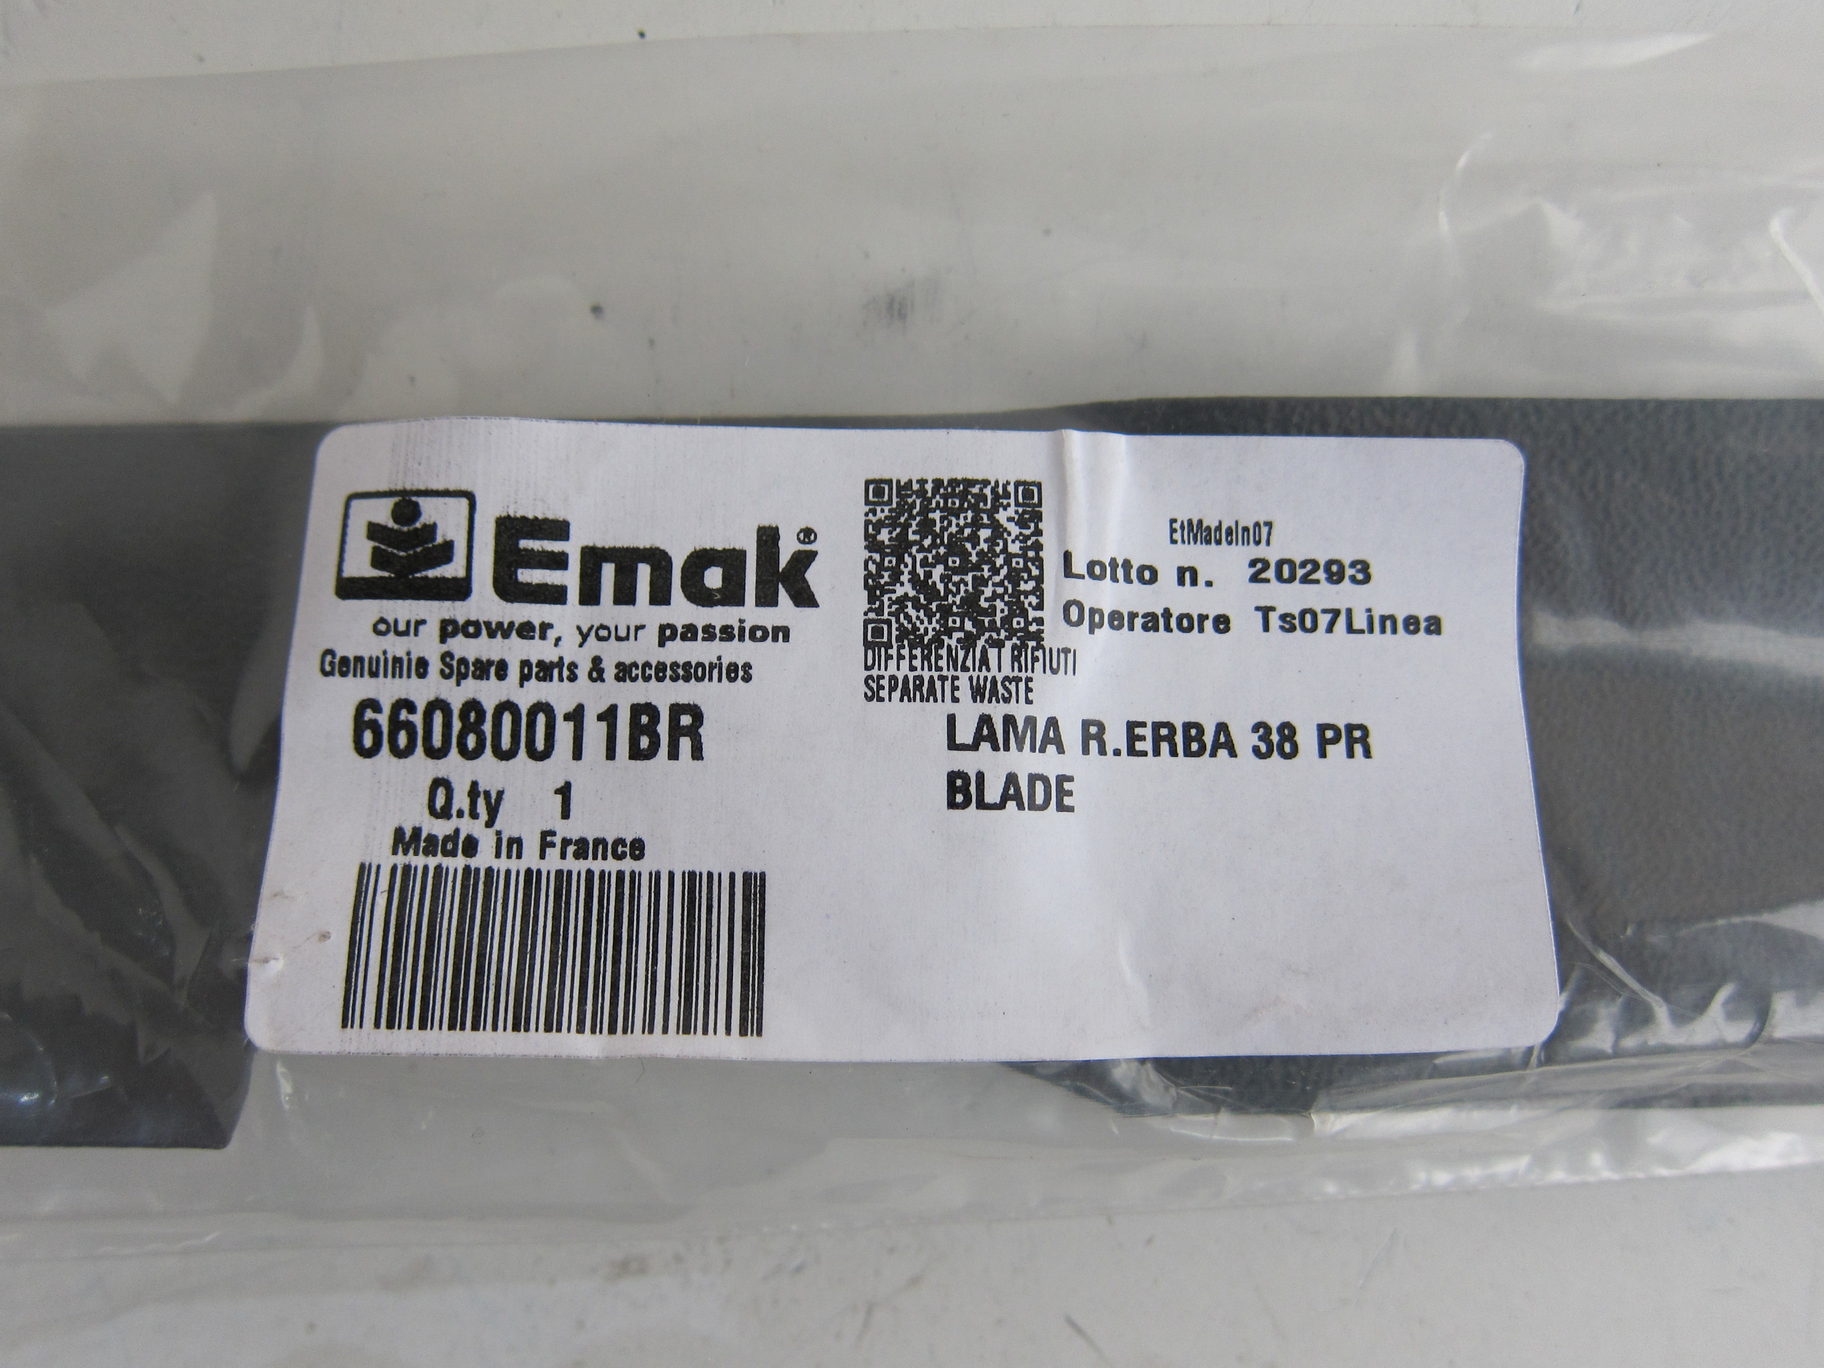 Emak®
our power, your passion
Genuinie Spare parts & accessories
66080011BR
Q.ty 1
Made in France
EtMadeIn07
Lotto n. 20293
Operatore Ts07Linea
DIFFERENZIA I RIFIUTI
SEPARATE WASTE
LAMA R.ERBA 38 PR
BLADE